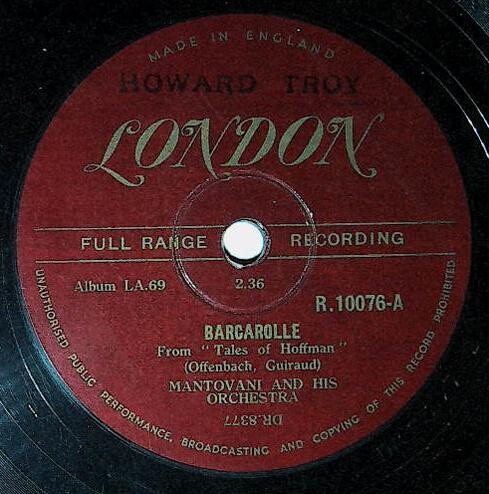 MADE IN ENGLAND
HOWARD TROY
LONDON
FULL RANGE RECORDING
Album LA.69 2.36
R.10076-A
BARCAROLLE
From "Tales of Hoffman"
(Offenbach, Guiraud)
MANTOVANI AND HIS
ORCHESTRA
DR.8377
UNAUTHORISED PUBLIC PERFORMANCE, BROADCASTING AND COPYING OF THIS RECORD PROHIBITED